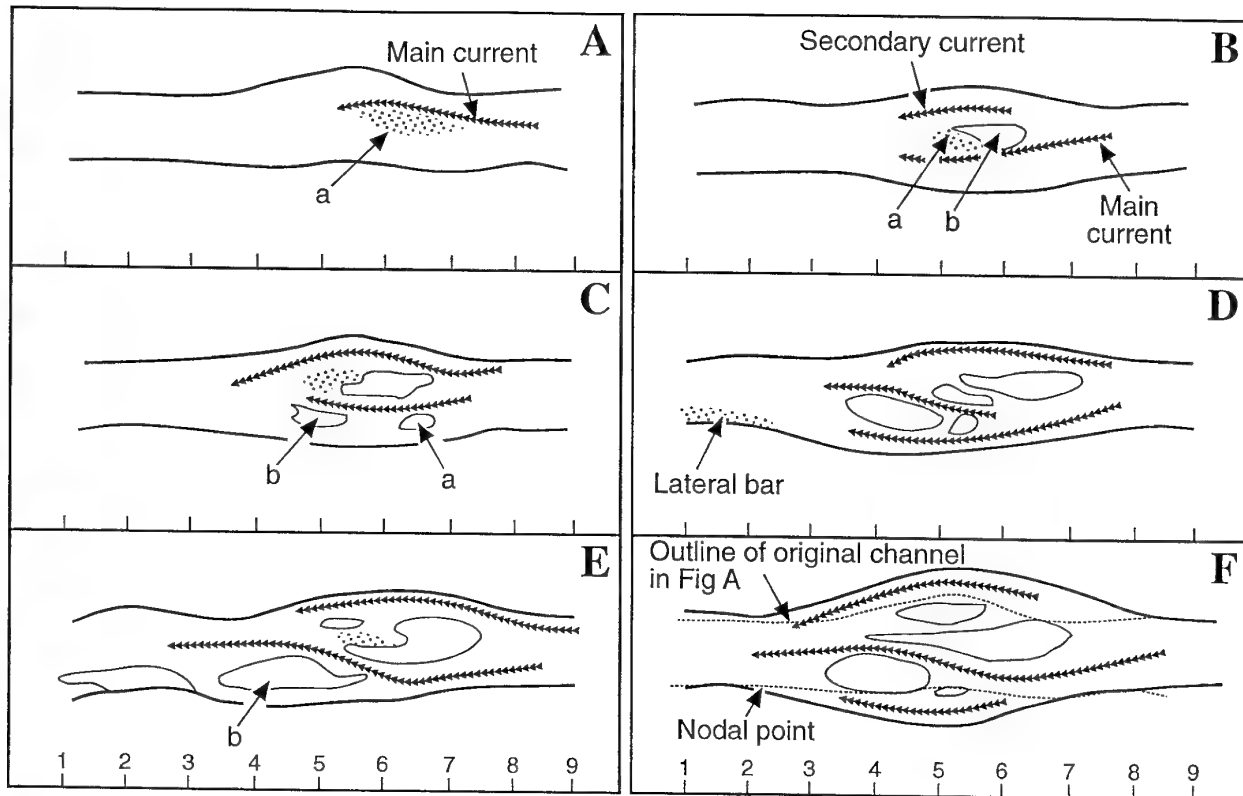 A
Main current
a
B
Secondary current
a
b
Main
current
C
b
a
D
Lateral bar
E
b
1 2 3 4 5 6 7 8 9
F
Outline of original channel
in Fig A
Nodal point
1 2 3 4 5 6 7 8 9